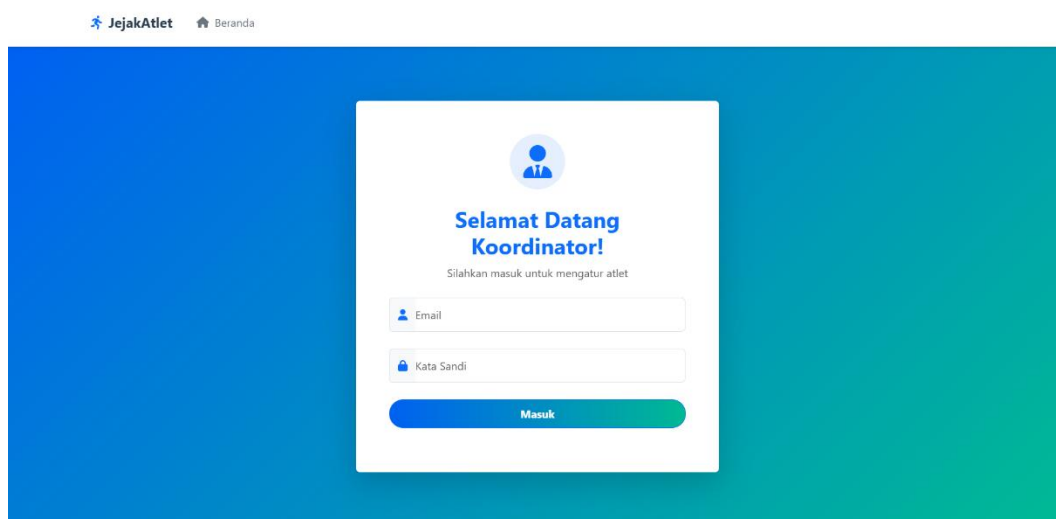 JejakAtlet Beranda
Selamat Datang
Koordinator!
Silahkan masuk untuk mengatur atlet
Email
Kata Sandi
Masuk